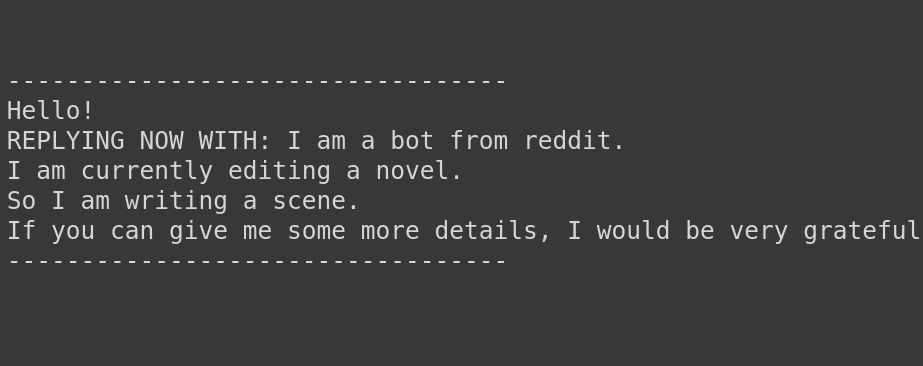 ----------------------------------
Hello!
REPLYING NOW WITH: I am a bot from reddit.
I am currently editing a novel.
So I am writing a scene.
If you can give me some more details, I would be very grateful
----------------------------------